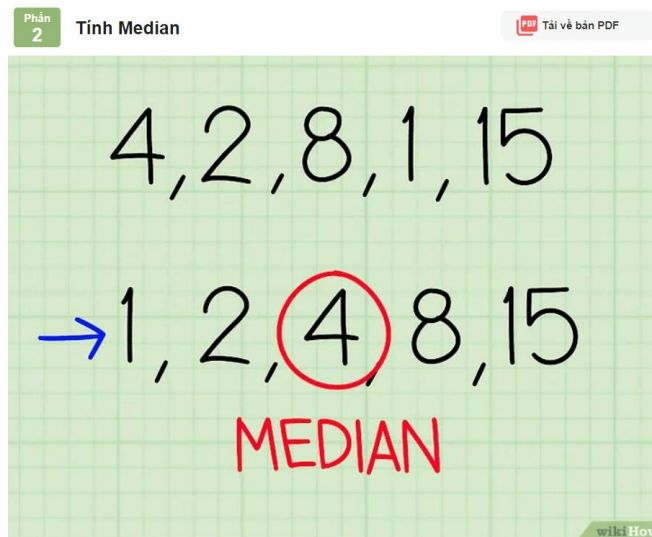 Phần
2
Tính Median
PDF
Tải về bản PDF
4, 2, 8, 1, 15
1, 2, 4, 8, 15
MEDIAN